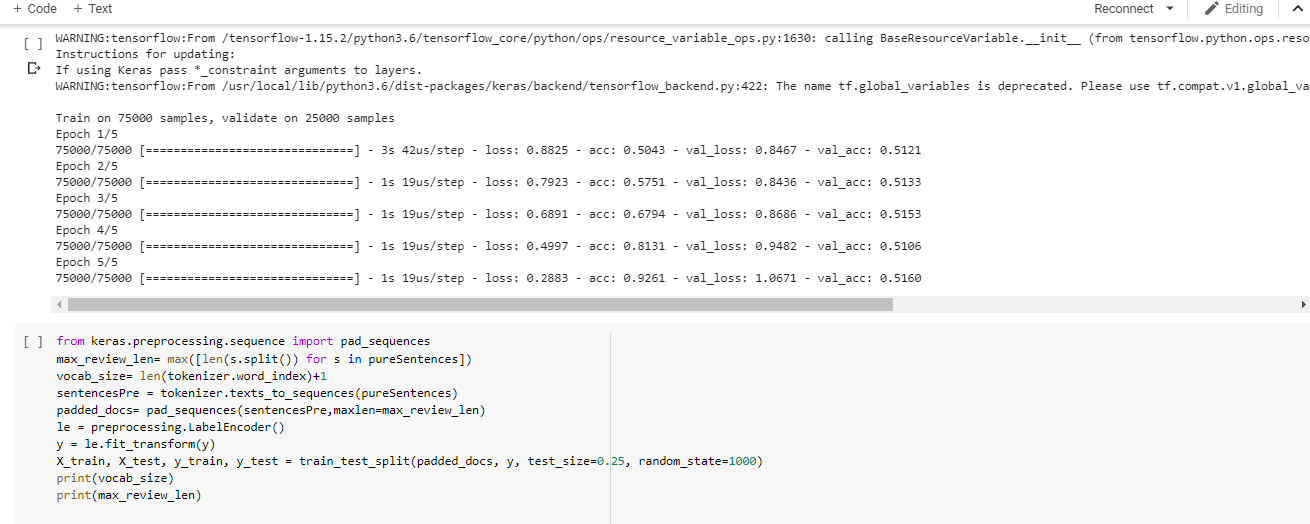 + Code + Text Reconnect Editing
[ ] WARNING:tensorflow:From /tensorflow-1.15.2/python3.6/tensorflow_core/python/ops/resource_variable_ops.py:1630: calling BaseResourceVariable.__init__ (from tensorflow.python.ops.reso
Instructions for updating:
If using Keras pass *_constraint arguments to layers.
WARNING:tensorflow:From /usr/local/lib/python3.6/dist-packages/keras/backend/tensorflow_backend.py:422: The name tf.global_variables is deprecated. Please use tf.compat.v1.global_va
Train on 75000 samples, validate on 25000 samples
Epoch 1/5
75000/75000 [==============================] - 3s 42us/step - loss: 0.8825 - acc: 0.5043 - val_loss: 0.8467 - val_acc: 0.5121
Epoch 2/5
75000/75000 [==============================] - 1s 19us/step - loss: 0.7923 - acc: 0.5751 - val_loss: 0.8436 - val_acc: 0.5133
Epoch 3/5
75000/75000 [==============================] - 1s 19us/step - loss: 0.6891 - acc: 0.6794 - val_loss: 0.8686 - val_acc: 0.5153
Epoch 4/5
75000/75000 [==============================] - 1s 19us/step - loss: 0.4997 - acc: 0.8131 - val_loss: 0.9482 - val_acc: 0.5106
Epoch 5/5
75000/75000 [==============================] - 1s 19us/step - loss: 0.2883 - acc: 0.9261 - val_loss: 1.0671 - val_acc: 0.5160
[ ] from keras.preprocessing.sequence import pad_sequences
max_review_len= max([len(s.split()) for s in pureSentences])
vocab_size= len(tokenizer.word_index)+1
sentencesPre = tokenizer.texts_to_sequences(pureSentences)
padded_docs= pad_sequences(sentencesPre,maxlen=max_review_len)
le = preprocessing.LabelEncoder()
y = le.fit_transform(y)
X_train, X_test, y_train, y_test = train_test_split(padded_docs, y, test_size=0.25, random_state=1000)
print(vocab_size)
print(max_review_len)